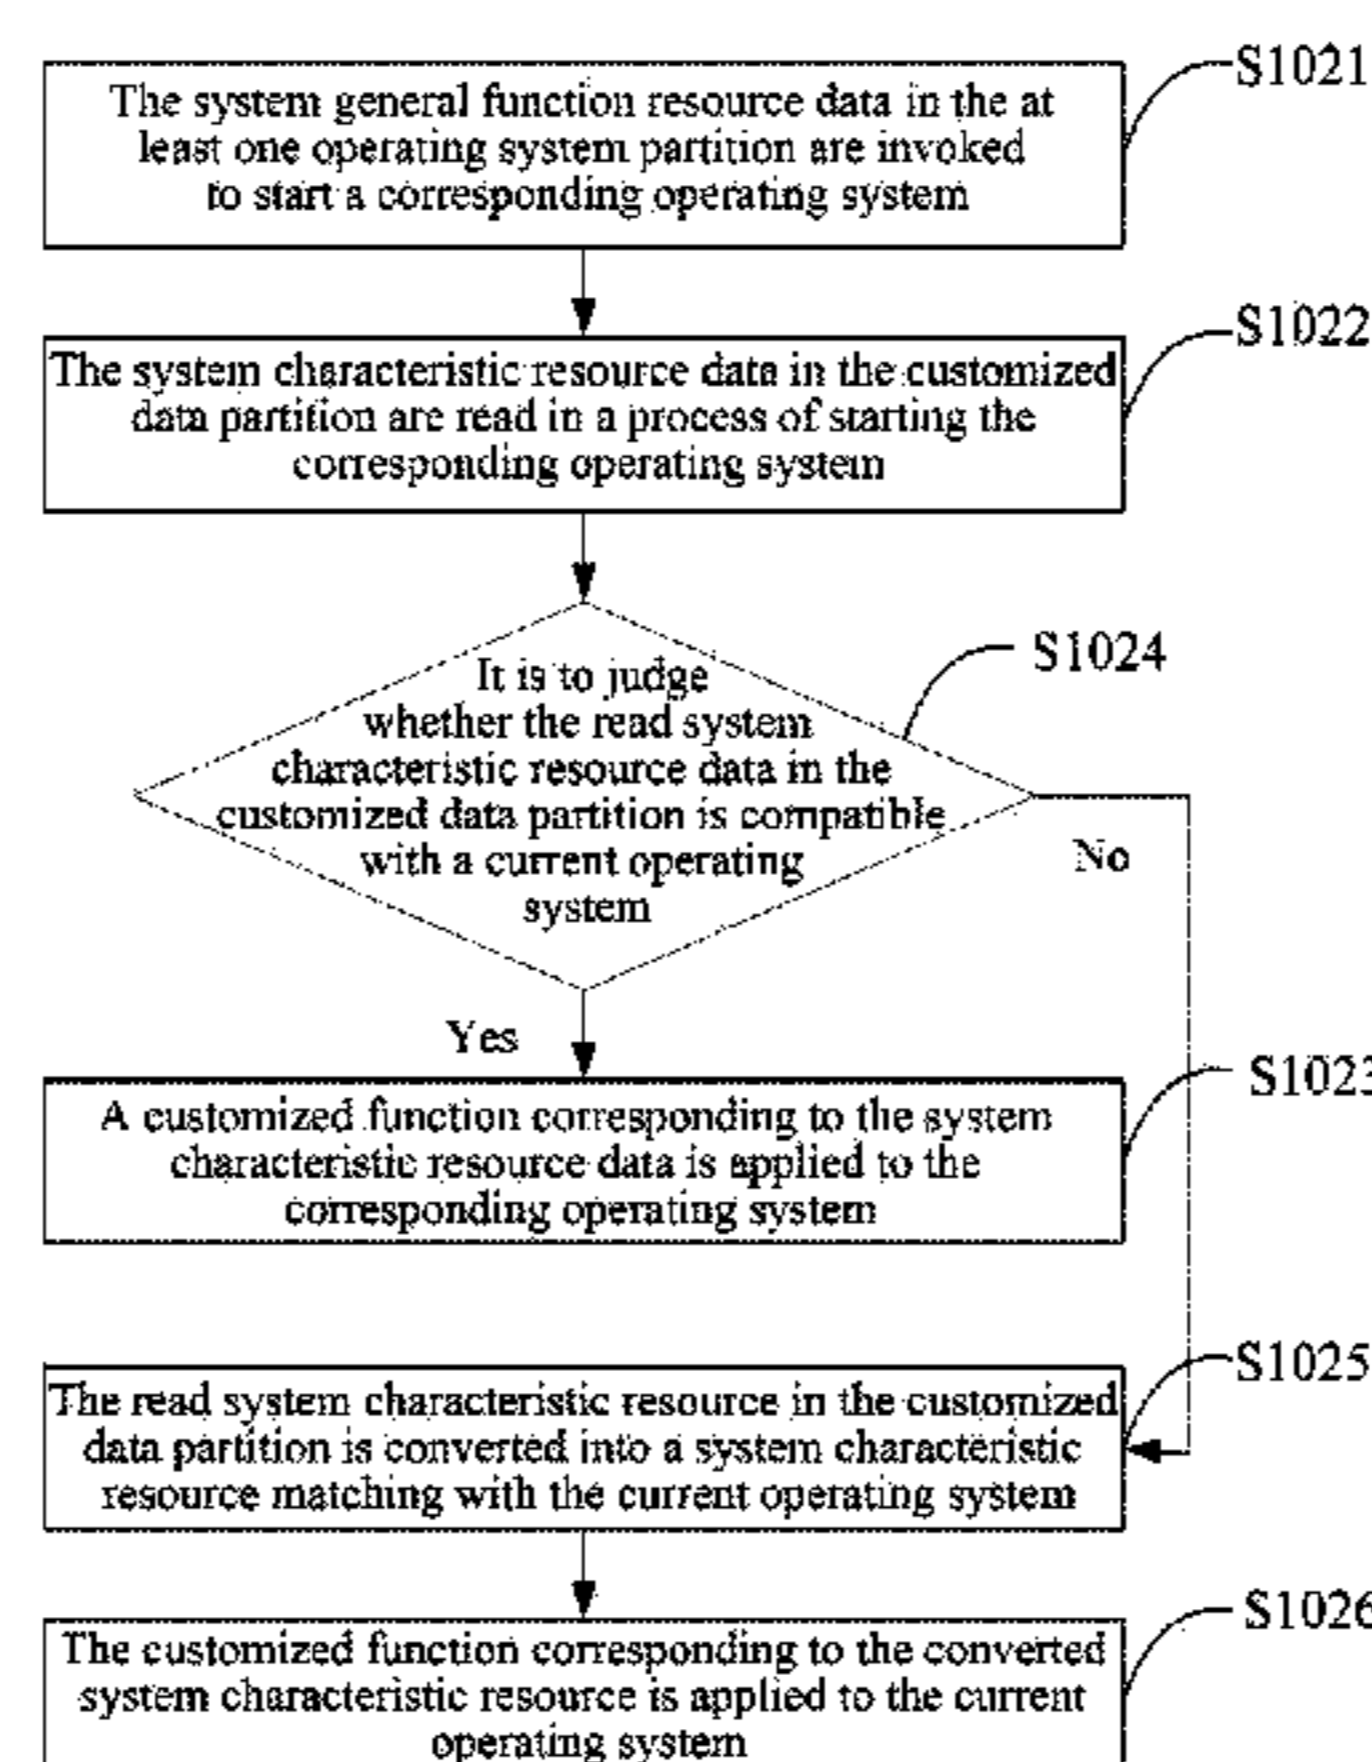 S1021
The system general function resource data in the at
least one operating system partition are invoked
to start a corresponding operating system
S1022
The system characteristic resource data in the customized
data partition are read in a process of starting the
corresponding operating system
S1024
It is to judge
whether the read system
characteristic resource data in the
customized data partition is compatible
with a current operating
system
No
Yes
S1023
A customized function corresponding to the system
characteristic resource data is applied to the
corresponding operating system
S1025
The read system characteristic resource in the customized
data partition is converted into a system characteristic
resource matching with the current operating system
S1026
The customized function corresponding to the converted
system characteristic resource is applied to the current
operating system